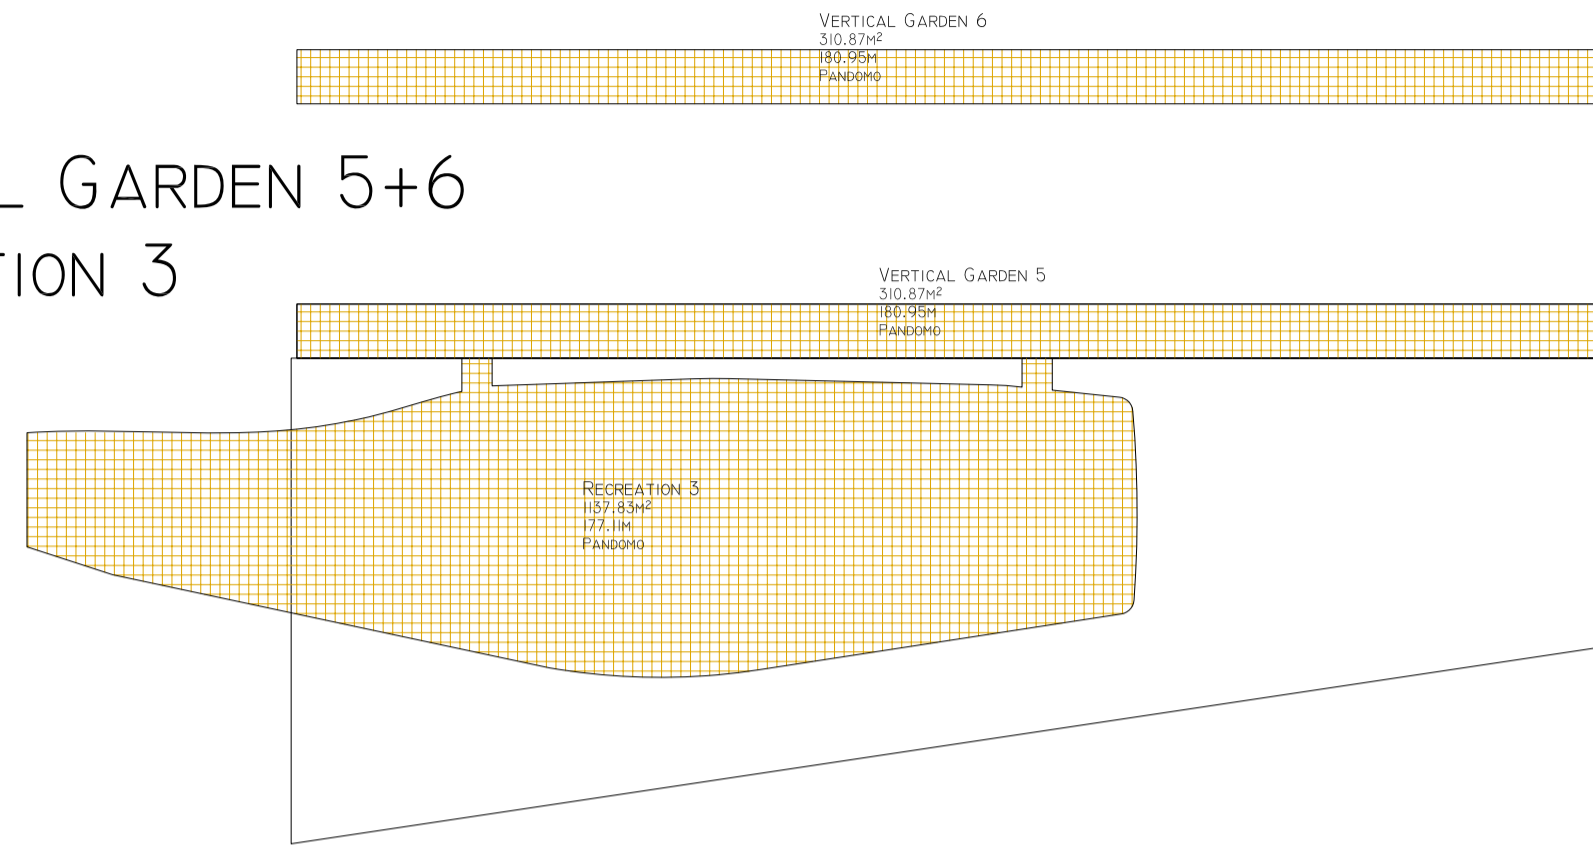 Vertical Garden 6
310.87m²
180.95m
Pandomo
L Garden 5+6
tion 3
Vertical Garden 5
310.87m²
180.95m
Pandomo
Recreation 3
1137.83m²
177.11m
Pandomo